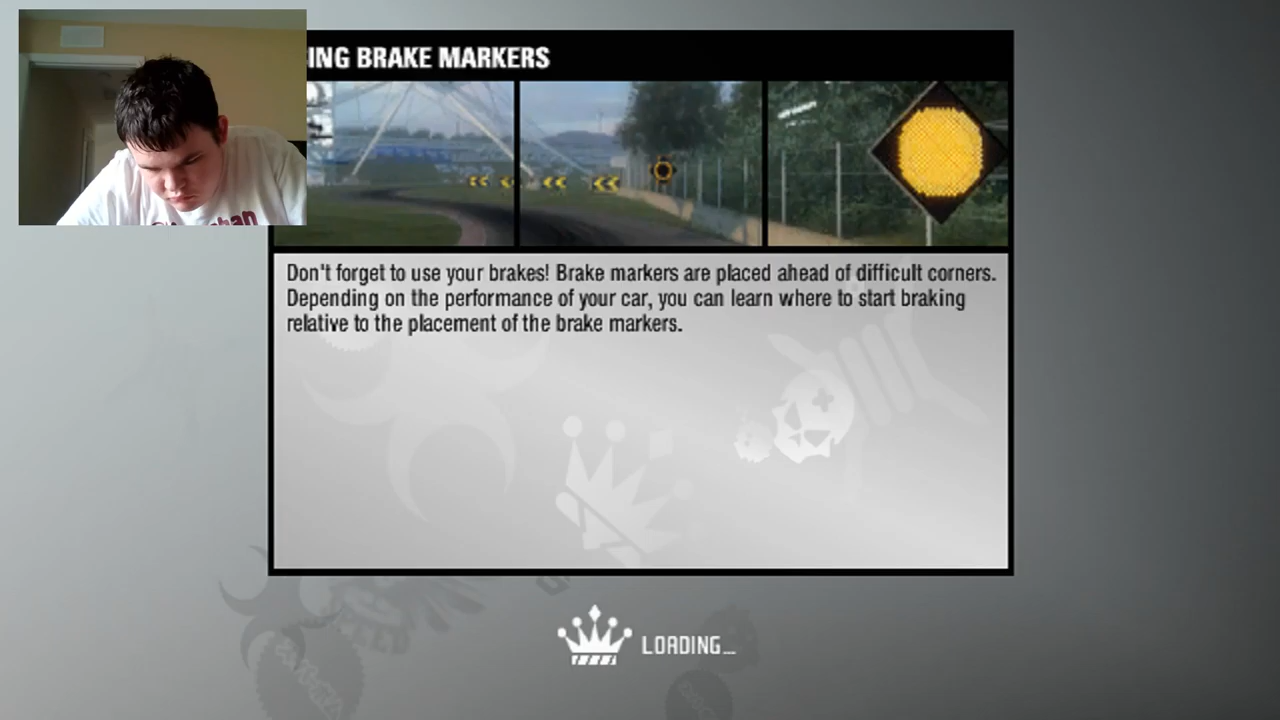 ING BRAKE MARKERS
Don't forget to use your brakes! Brake markers are placed ahead of difficult corners.
Depending on the performance of your car, you can learn where to start braking
relative to the placement of the brake markers.
LOADING_